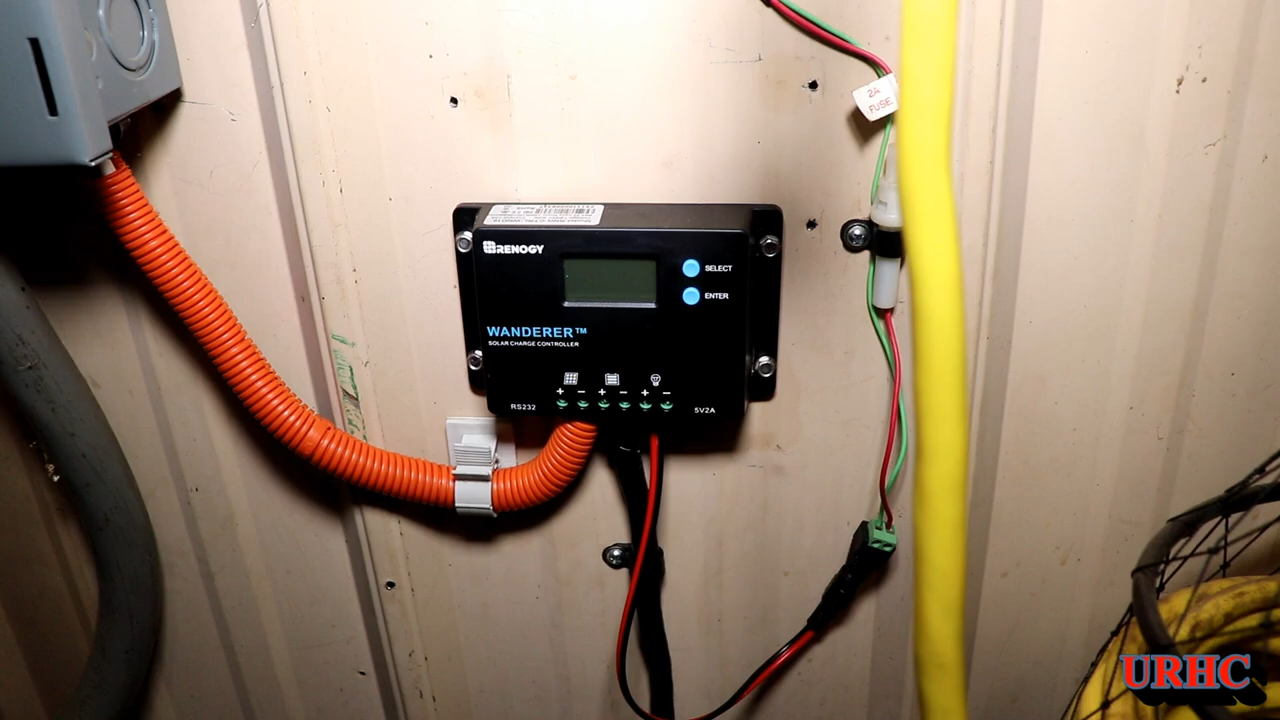 2A
FUSE
RENOGY
SELECT
ENTER
WANDERER™
SOLAR CHARGE CONTROLLER
+ − + − + −
RS232
5V2A
URHC